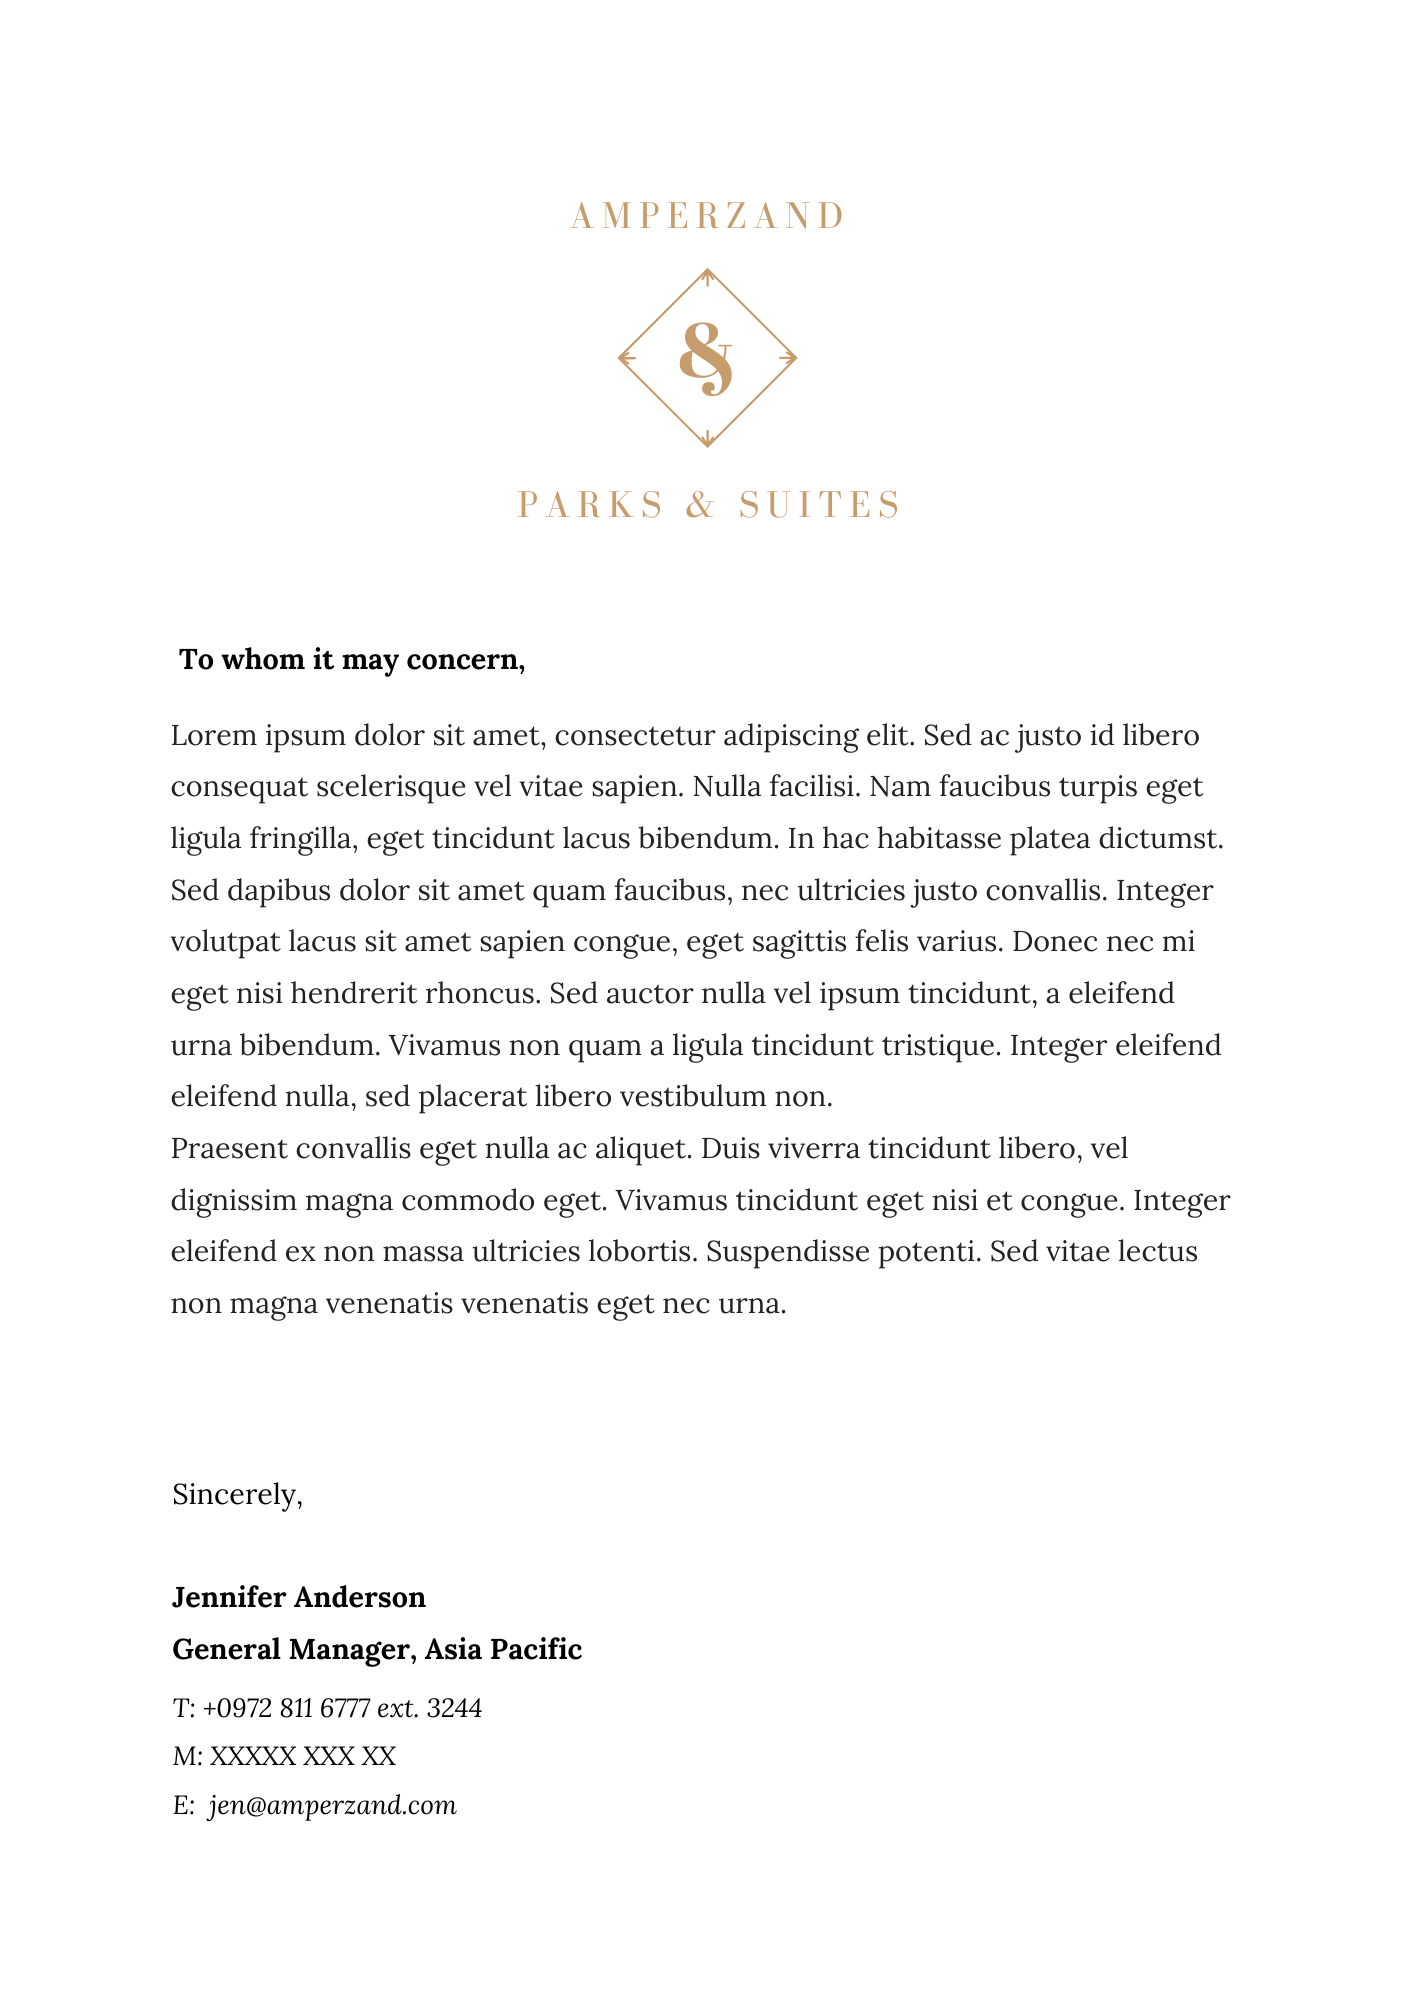 AMPERZAND
&
PARKS & SUITES
To whom it may concern,
Lorem ipsum dolor sit amet, consectetur adipiscing elit. Sed ac justo id libero
consequat scelerisque vel vitae sapien. Nulla facilisi. Nam faucibus turpis eget
ligula fringilla, eget tincidunt lacus bibendum. In hac habitasse platea dictumst.
Sed dapibus dolor sit amet quam faucibus, nec ultricies justo convallis. Integer
volutpat lacus sit amet sapien congue, eget sagittis felis varius. Donec nec mi
eget nisi hendrerit rhoncus. Sed auctor nulla vel ipsum tincidunt, a eleifend
urna bibendum. Vivamus non quam a ligula tincidunt tristique. Integer eleifend
eleifend nulla, sed placerat libero vestibulum non.
Praesent convallis eget nulla ac aliquet. Duis viverra tincidunt libero, vel
dignissim magna commodo eget. Vivamus tincidunt eget nisi et congue. Integer
eleifend ex non massa ultricies lobortis. Suspendisse potenti. Sed vitae lectus
non magna venenatis venenatis eget nec urna.
Sincerely,
Jennifer Anderson
General Manager, Asia Pacific
T: +0972 811 6777 ext. 3244
M: XXXXX XXX XX
E: jen@amperzand.com